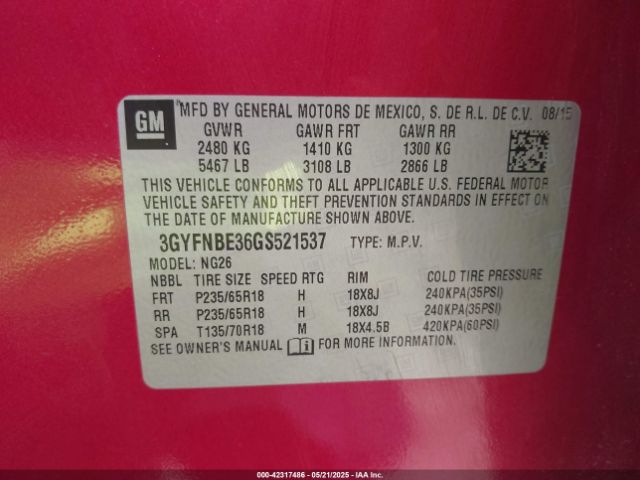 GM
MFD BY GENERAL MOTORS DE MEXICO, S. DE R.L. DE C.V. 08/15
GVWR GAWR FRT GAWR RR
2480 KG 1410 KG 1300 KG
5467 LB 3108 LB 2866 LB
THIS VEHICLE CONFORMS TO ALL APPLICABLE U.S. FEDERAL MOTOR
VEHICLE SAFETY AND THEFT PREVENTION STANDARDS IN EFFECT ON
THE DATE OF MANUFACTURE SHOWN ABOVE.
3GYFNBE36GS521537 TYPE: M.P.V.
MODEL: NG26
NBBL TIRE SIZE SPEED RTG RIM COLD TIRE PRESSURE
FRT P235/65R18 H 18X8J 240KPA(35PSI)
RR P235/65R18 H 18X8J 240KPA(35PSI)
SPA T135/70R18 M 18X4.5B 420KPA(60PSI)
SEE OWNER'S MANUAL FOR MORE INFORMATION.
000-42317486 - 05/21/2025 - IAAI, Inc.